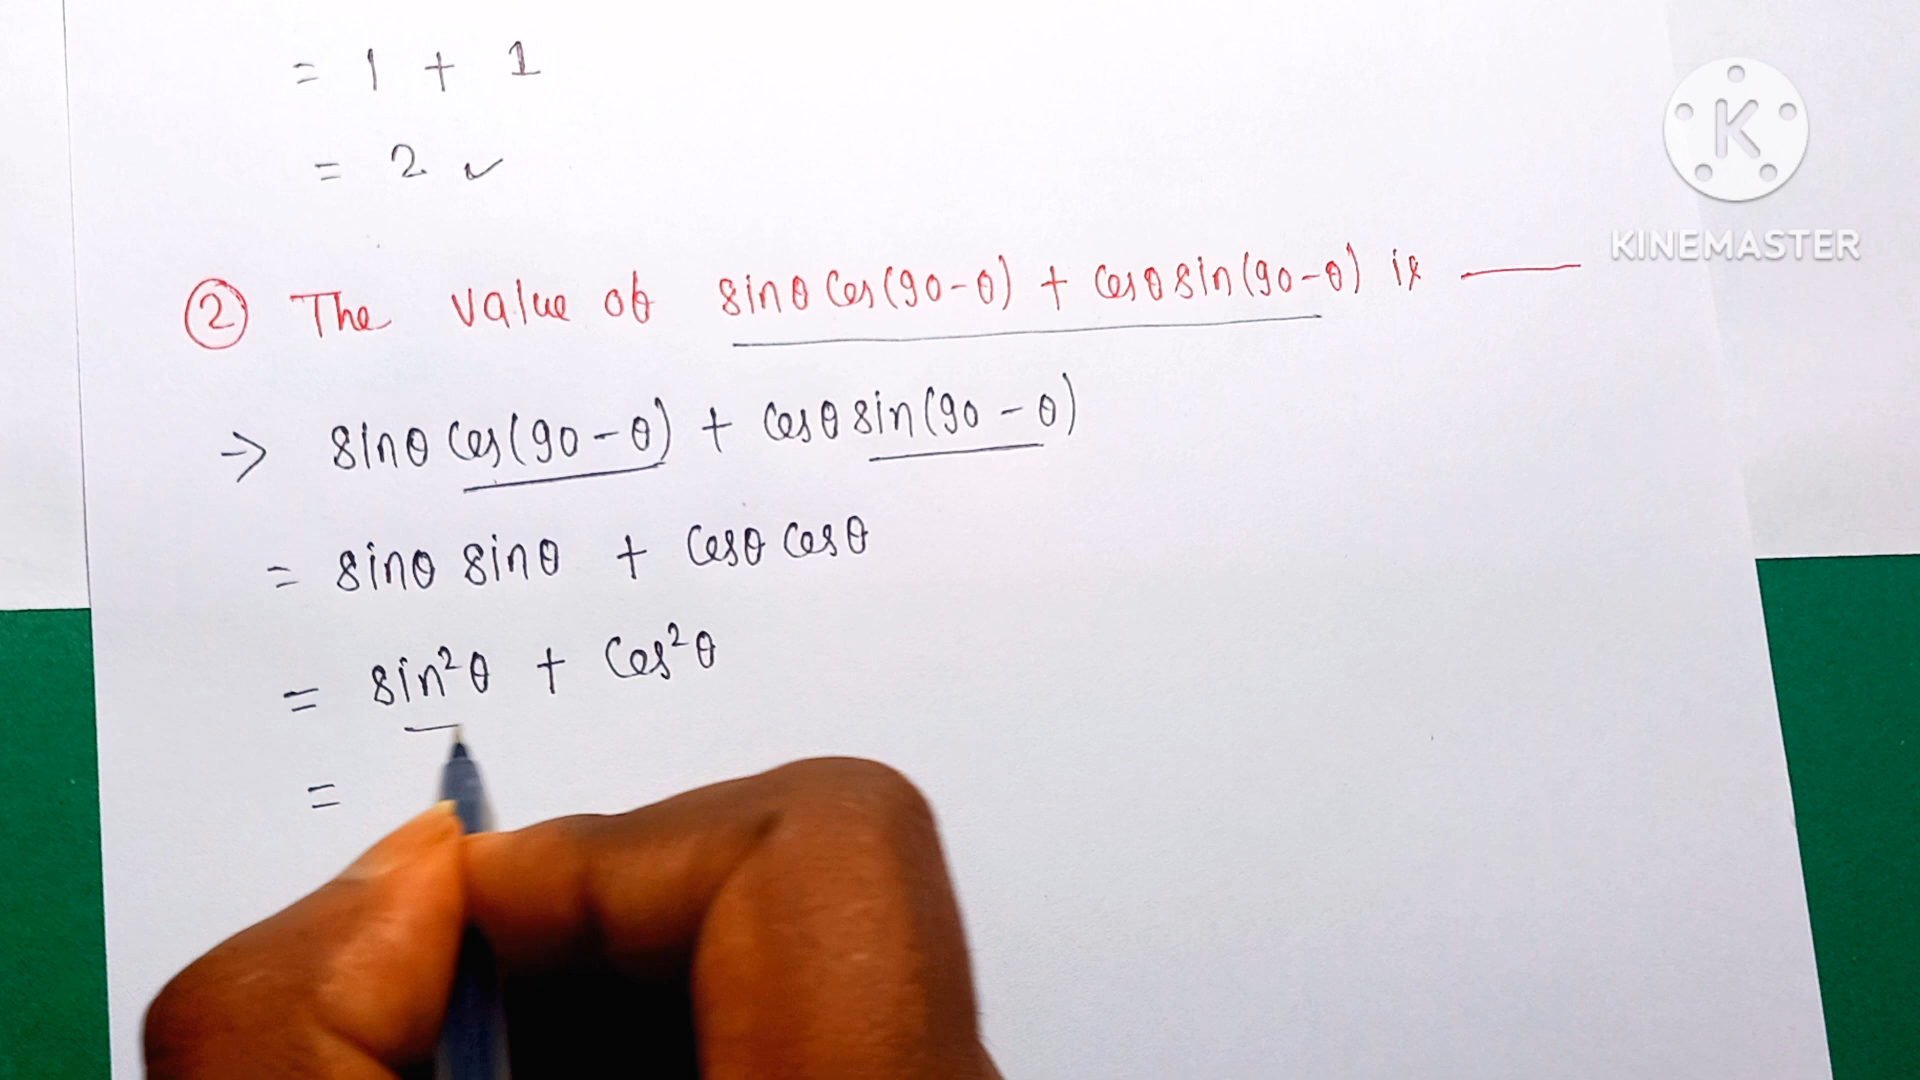 = 1 + 1
= 2 ✓
② The value of sinθ cos(90-θ) + cosθ sin(90-θ) is ___
→ sinθ cos(90-θ) + cosθ sin(90-θ)
= sinθ sinθ + cosθ cosθ
= sin²θ + cos²θ
=
K
KINEMASTER